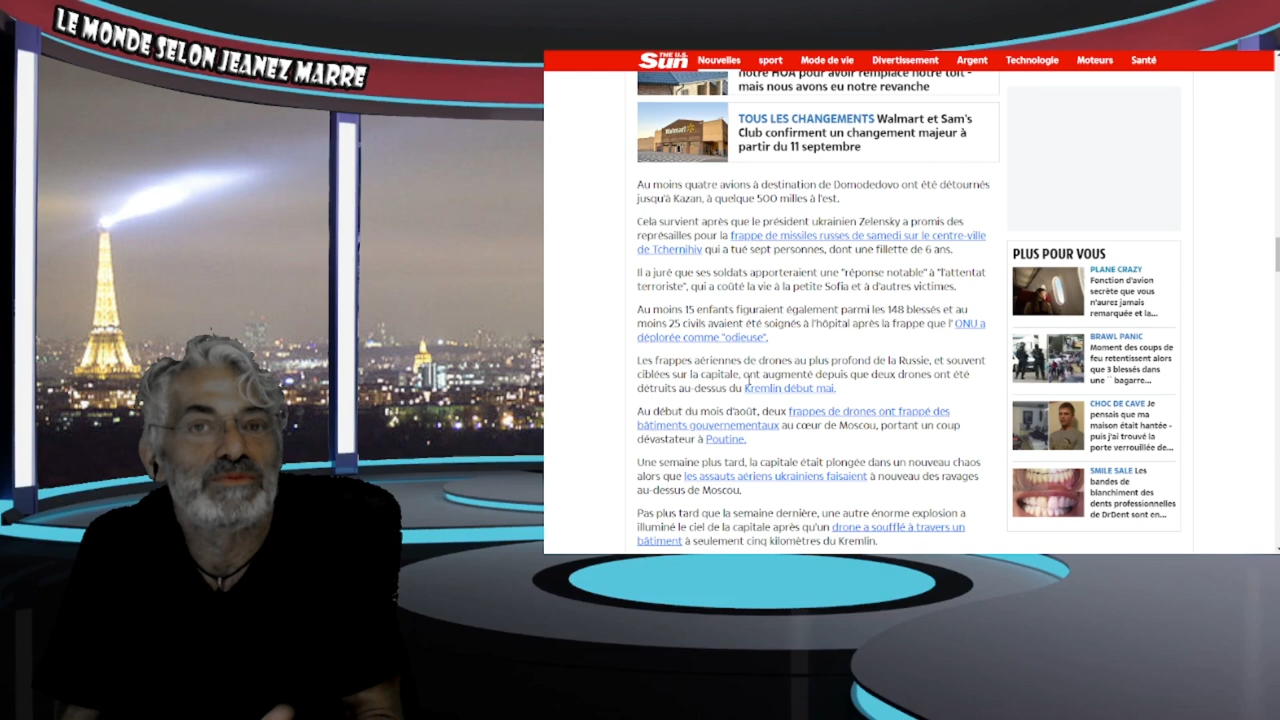 LE MONDE SELON JEANEZ MARRE
THE U.S. Sun Nouvelles sport Mode de vie Divertissement Argent Technologie Moteurs Santé
notre HOA pour avoir remplacé notre toit -
mais nous avons eu notre revanche
Walmart
TOUS LES CHANGEMENTS Walmart et Sam's
Club confirment un changement majeur à
partir du 11 septembre
Au moins quatre avions à destination de Domodedovo ont été détournés
jusqu'à Kazan, à quelque 500 milles à l'est.
Cela survient après que le président ukrainien Zelensky a promis des
représailles pour la frappe de missiles russes de samedi sur le centre-ville
de Tchernihiv qui a tué sept personnes, dont une fillette de 6 ans.
Il a juré que ses soldats apporteraient une "réponse notable" à "l'attentat
terroriste", qui a coûté la vie à la petite Sofia et à d'autres victimes.
Au moins 15 enfants figuraient également parmi les 148 blessés et au
moins 25 civils avaient été soignés à l'hôpital après la frappe que l' ONU a
déplorée comme "odieuse".
Les frappes aériennes de drones au plus profond de la Russie, et souvent
ciblées sur la capitale, ont augmenté depuis que deux drones ont été
détruits au-dessus du Kremlin début mai.
Au début du mois d'août, deux frappes de drones ont frappé des
bâtiments gouvernementaux au cœur de Moscou, portant un coup
dévastateur à Poutine.
Une semaine plus tard, la capitale était plongée dans un nouveau chaos
alors que les assauts aériens ukrainiens faisaient à nouveau des ravages
au-dessus de Moscou.
Pas plus tard que la semaine dernière, une autre énorme explosion a
illuminé le ciel de la capitale après qu'un drone a soufflé à travers un
bâtiment à seulement cinq kilomètres du Kremlin.
PLUS POUR VOUS
PLANE CRAZY
Fonction d'avion
secrète que vous
n'aurez jamais
remarquée et la...
BRAWL PANIC
Moment des coups de
feu retentissent alors
que 3 blessés dans
une `` bagarre...
CHOC DE CAVE Je
pensais que ma
maison était hantée -
puis j'ai trouvé la
porte verrouillée de...
SMILE SALE Les
bandes de
blanchiment des
dents professionnelles
de DrDent sont en...